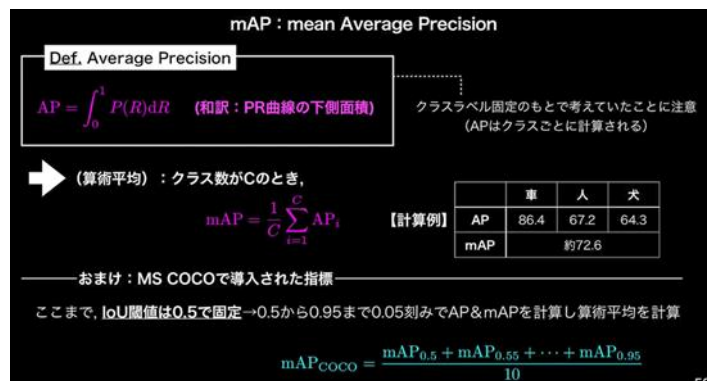 mAP：mean Average Precision
Def. Average Precision
AP = ∫₀¹ P(R)dR (和訳：PR曲線の下側面積)
クラスラベル固定のもとで考えていたことに注意
(APはクラスごとに計算される)
(算術平均)：クラス数がCのとき,
mAP = 1/C ∑_{i=1}^{C} AP_i
【計算例】
車 人 犬
AP 86.4 67.2 64.3
mAP 約72.6
おまけ：MS COCOで導入された指標
ここまで, IoU閾値は0.5で固定→0.5から0.95まで0.05刻みでAP&mAPを計算し算術平均を計算
mAP_COCO = (mAP_0.5 + mAP_0.55 + ⋯ + mAP_0.95) / 10